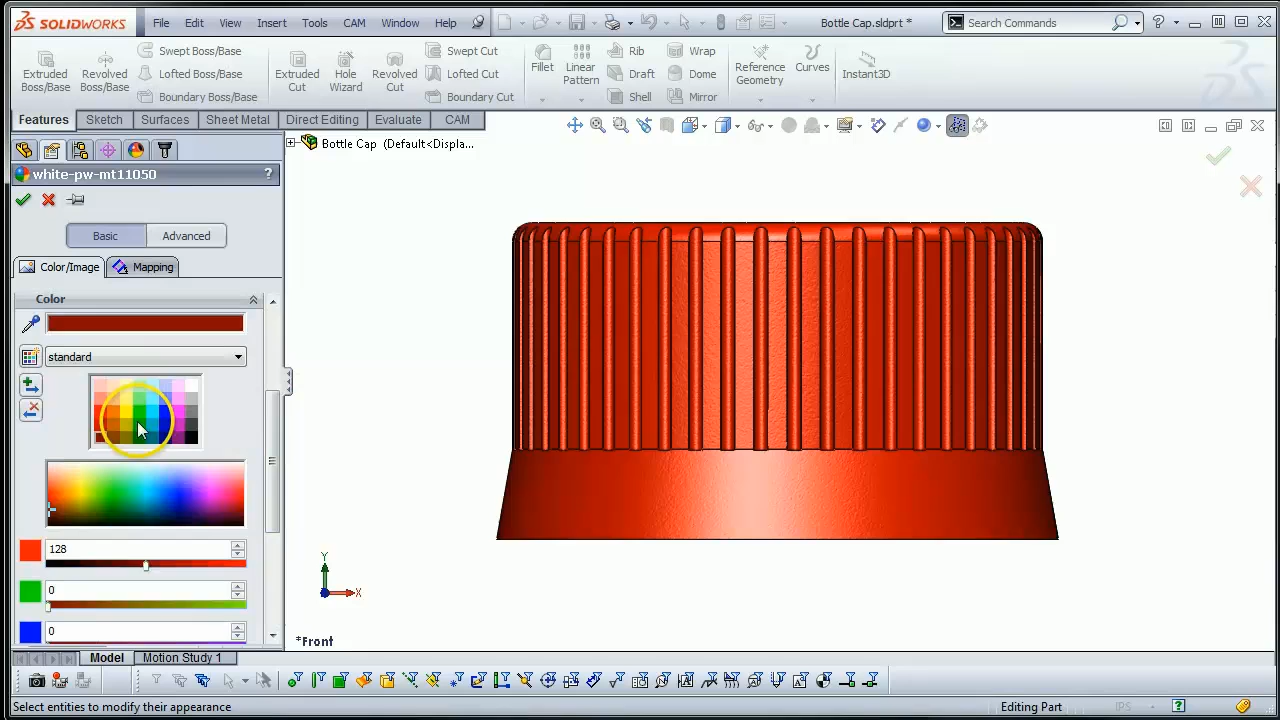 SOLIDWORKS File Edit View Insert Tools CAM Window Help Bottle Cap.sldprt * Search Commands ?
Extruded Boss/Base Revolved Boss/Base Swept Boss/Base Lofted Boss/Base Boundary Boss/Base Extruded Cut Hole Wizard Revolved Cut Swept Cut Lofted Cut Boundary Cut Fillet Linear Pattern Rib Draft Shell Wrap Dome Mirror Reference Geometry Curves Instant3D
Features Sketch Surfaces Sheet Metal Direct Editing Evaluate CAM
Bottle Cap (Default<Displa...
white-pw-mt11050 ?
Basic Advanced
Color/Image Mapping
Color
standard
128
0
0
Y
X
*Front
Model Motion Study 1
Select entities to modify their appearance Editing Part IPS ?